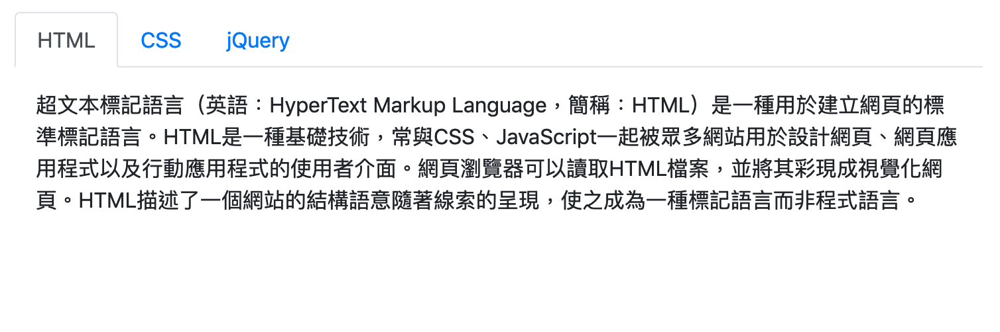 HTML CSS jQuery
超文本標記語言（英語：HyperText Markup Language，簡稱：HTML）是一種用於建立網頁的標
準標記語言。HTML是一種基礎技術，常與CSS、JavaScript一起被眾多網站用於設計網頁、網頁應
用程式以及行動應用程式的使用者介面。網頁瀏覽器可以讀取HTML檔案，並將其彩現成視覺化網
頁。HTML描述了一個網站的結構語意隨著線索的呈現，使之成為一種標記語言而非程式語言。